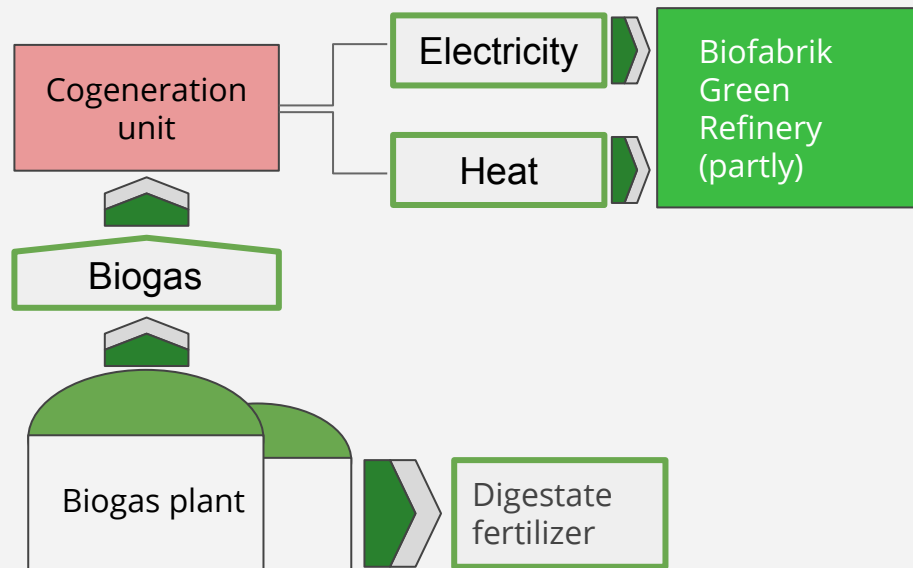 Cogeneration
unit
Electricity
Heat
Biofabrik
Green
Refinery
(partly)
Biogas
Biogas plant
Digestate
fertilizer